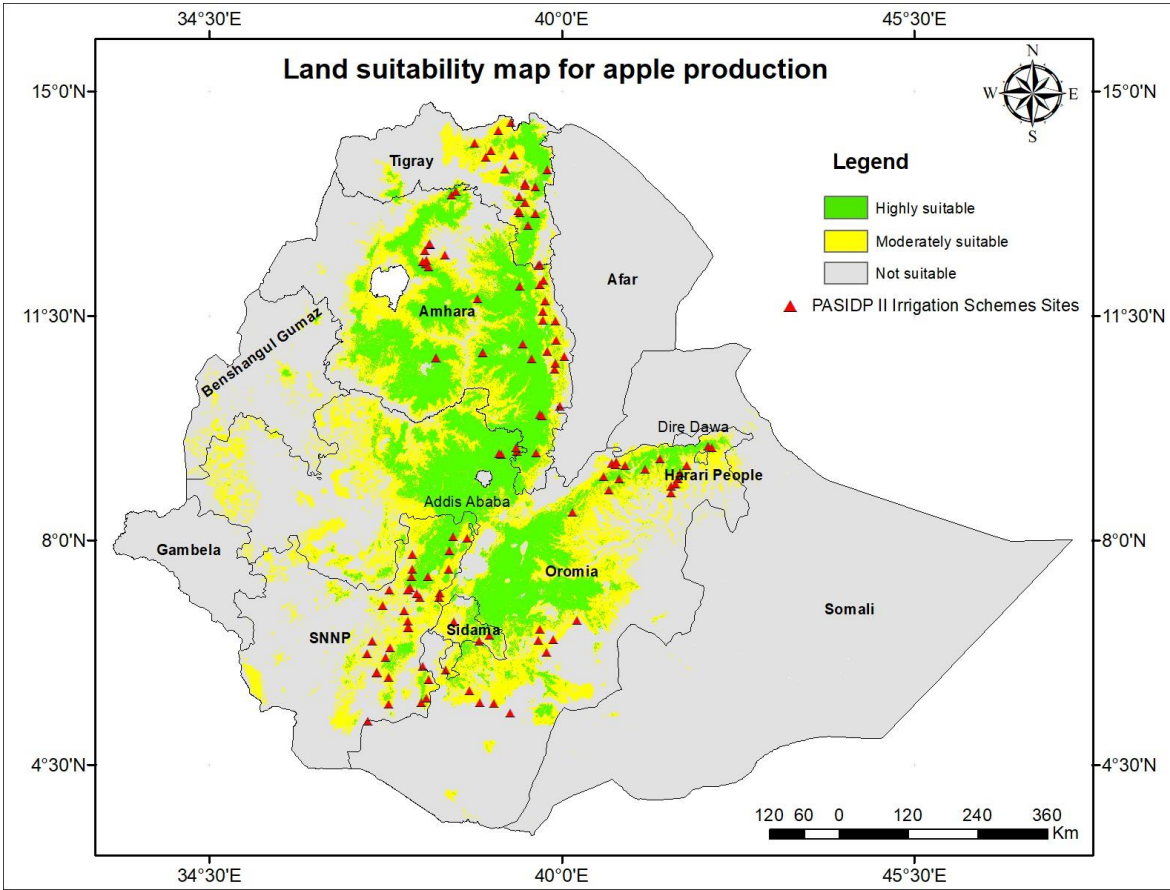 34°30'E 40°0'E 45°30'E
Land suitability map for apple production
N
W E
S
15°0'N 15°0'N
Legend
Highly suitable
Moderately suitable
Not suitable
PASIDP II Irrigation Schemes Sites
Tigray
Afar
Amhara
11°30'N 11°30'N
Benshangul Gumaz
Dire Dawa
Harari People
Addis Ababa
8°0'N 8°0'N
Gambela
Oromia
Somali
SNNP
Sidama
4°30'N 4°30'N
120 60 0 120 240 360
Km
34°30'E 40°0'E 45°30'E